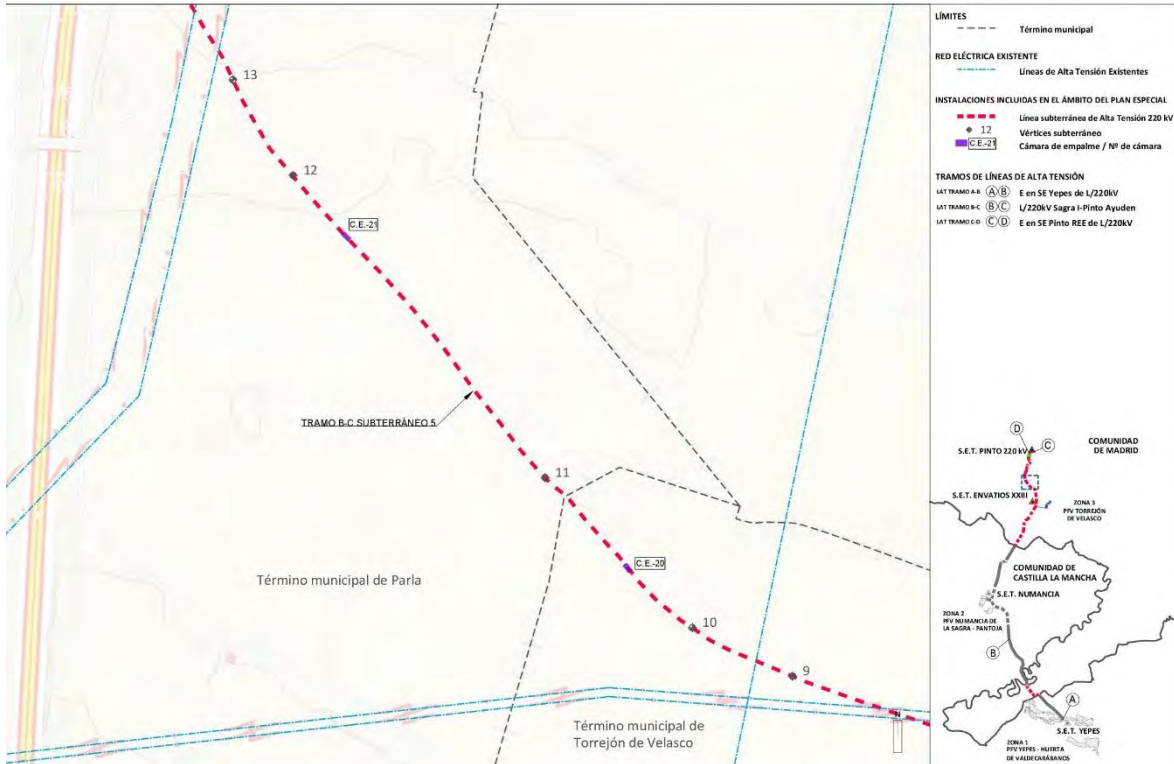 13
12
C.E.-21
TRAMO B-C SUBTERRÁNEO 5
11
C.E.-20
Término municipal de Parla
10
9
N
Término municipal de
Torrejón de Velasco
LÍMITES
Término municipal
RED ELÉCTRICA EXISTENTE
Líneas de Alta Tensión Existentes
INSTALACIONES INCLUIDAS EN EL ÁMBITO DEL PLAN ESPECIAL
Línea subterránea de Alta Tensión 220 kV
12 Vértices subterráneo
C.E.-21 Cámara de empalme / Nº de cámara
TRAMOS DE LÍNEAS DE ALTA TENSIÓN
LAT TRAMO A-B A B E en SE Yepes de L/220kV
LAT TRAMO B-C B C L/220kV Sagra I-Pinto Ayuden
LAT TRAMO C-D C D E en SE Pinto REE de L/220kV
D
C
COMUNIDAD
DE MADRID
S.E.T. PINTO 220 kV
S.E.T. ENVATIOS XXIII
ZONA 3
PFV TORREJÓN
DE VELASCO
COMUNIDAD DE
CASTILLA LA MANCHA
S.E.T. NUMANCIA
ZONA 2
PFV NUMANCIA DE
LA SAGRA - PANTOJA
B
A
S.E.T. YEPES
ZONA 1
PFV YEPES - HUERTA
DE VALDECARÁBANOS